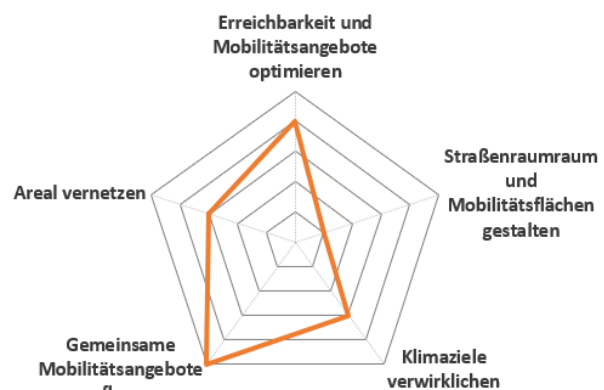 Erreichbarkeit und
Mobilitätsangebote
optimieren
Straßenraumraum
und
Mobilitätsflächen
gestalten
Areal vernetzen
Gemeinsame
Mobilitätsangebote
Klimaziele
verwirklichen